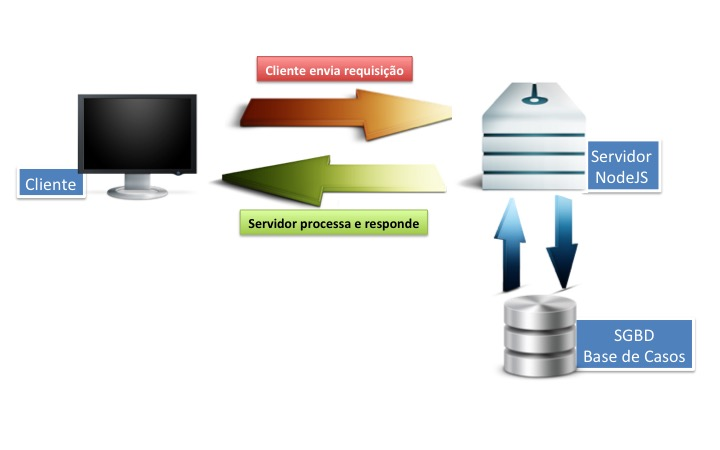 Cliente envia requisição
Cliente
Servidor
NodeJS
Servidor processa e responde
SGBD
Base de Casos